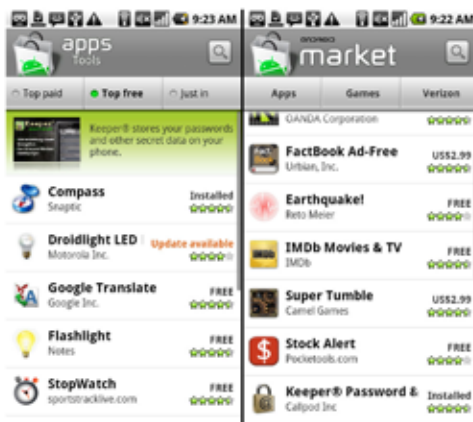 9:23 AM
apps
Tools
Top paid
Top free
Just in
Keeper® stores your passwords
and other secret data on your
phone.
Compass
Installed
Snaptic
Droidlight LED
Update available
Motorola Inc.
Google Translate
FREE
Google Inc.
Flashlight
FREE
Notes
StopWatch
FREE
sportstracklive.com
9:22 AM
ANDROID
market
Apps
Games
Verizon
OANDA Corporation
FactBook Ad-Free
US$2.99
Urbian, Inc.
Earthquake!
FREE
Reto Meier
IMDb Movies & TV
FREE
IMDb
Super Tumble
US$2.99
Camel Games
Stock Alert
FREE
Pocketools.com
Keeper® Password &
Installed
Callpod Inc